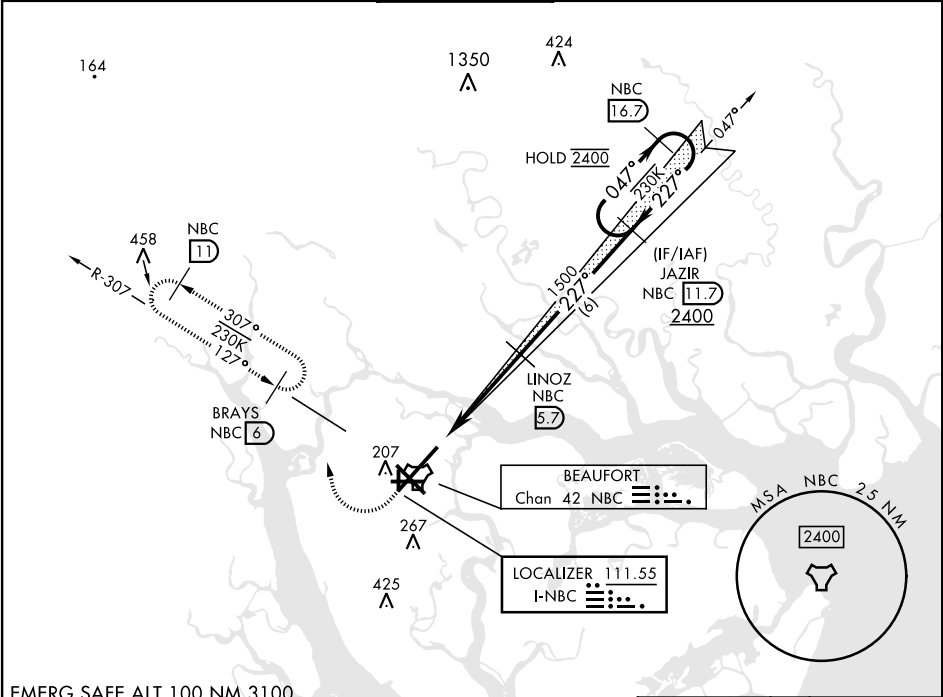 164
1350
424
NBC
16.7
047°
HOLD 2400
047°
230K
227°
(IF/IAF)
JAZIR
NBC 11.7
2400
1500
227°
(6)
LINOZ
NBC
5.7
458
NBC
11
R-307
307°
230K
127°
BRAYS
NBC 6
207
267
425
BEAUFORT
Chan 42 NBC
LOCALIZER 111.55
I-NBC
MSA NBC 25 NM
2400
EMERG SAFE ALT 100 NM 3100